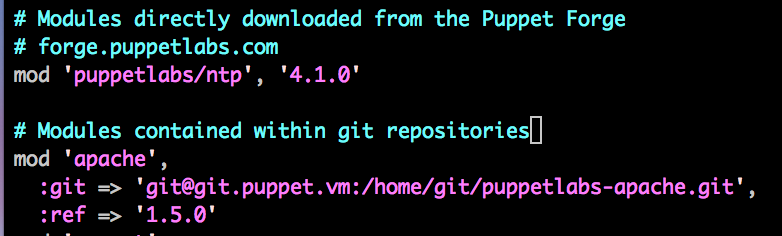 # Modules directly downloaded from the Puppet Forge
# forge.puppetlabs.com
mod 'puppetlabs/ntp', '4.1.0'
# Modules contained within git repositories
mod 'apache',
:git => 'git@git.puppet.vm:/home/git/puppetlabs-apache.git',
:ref => '1.5.0'